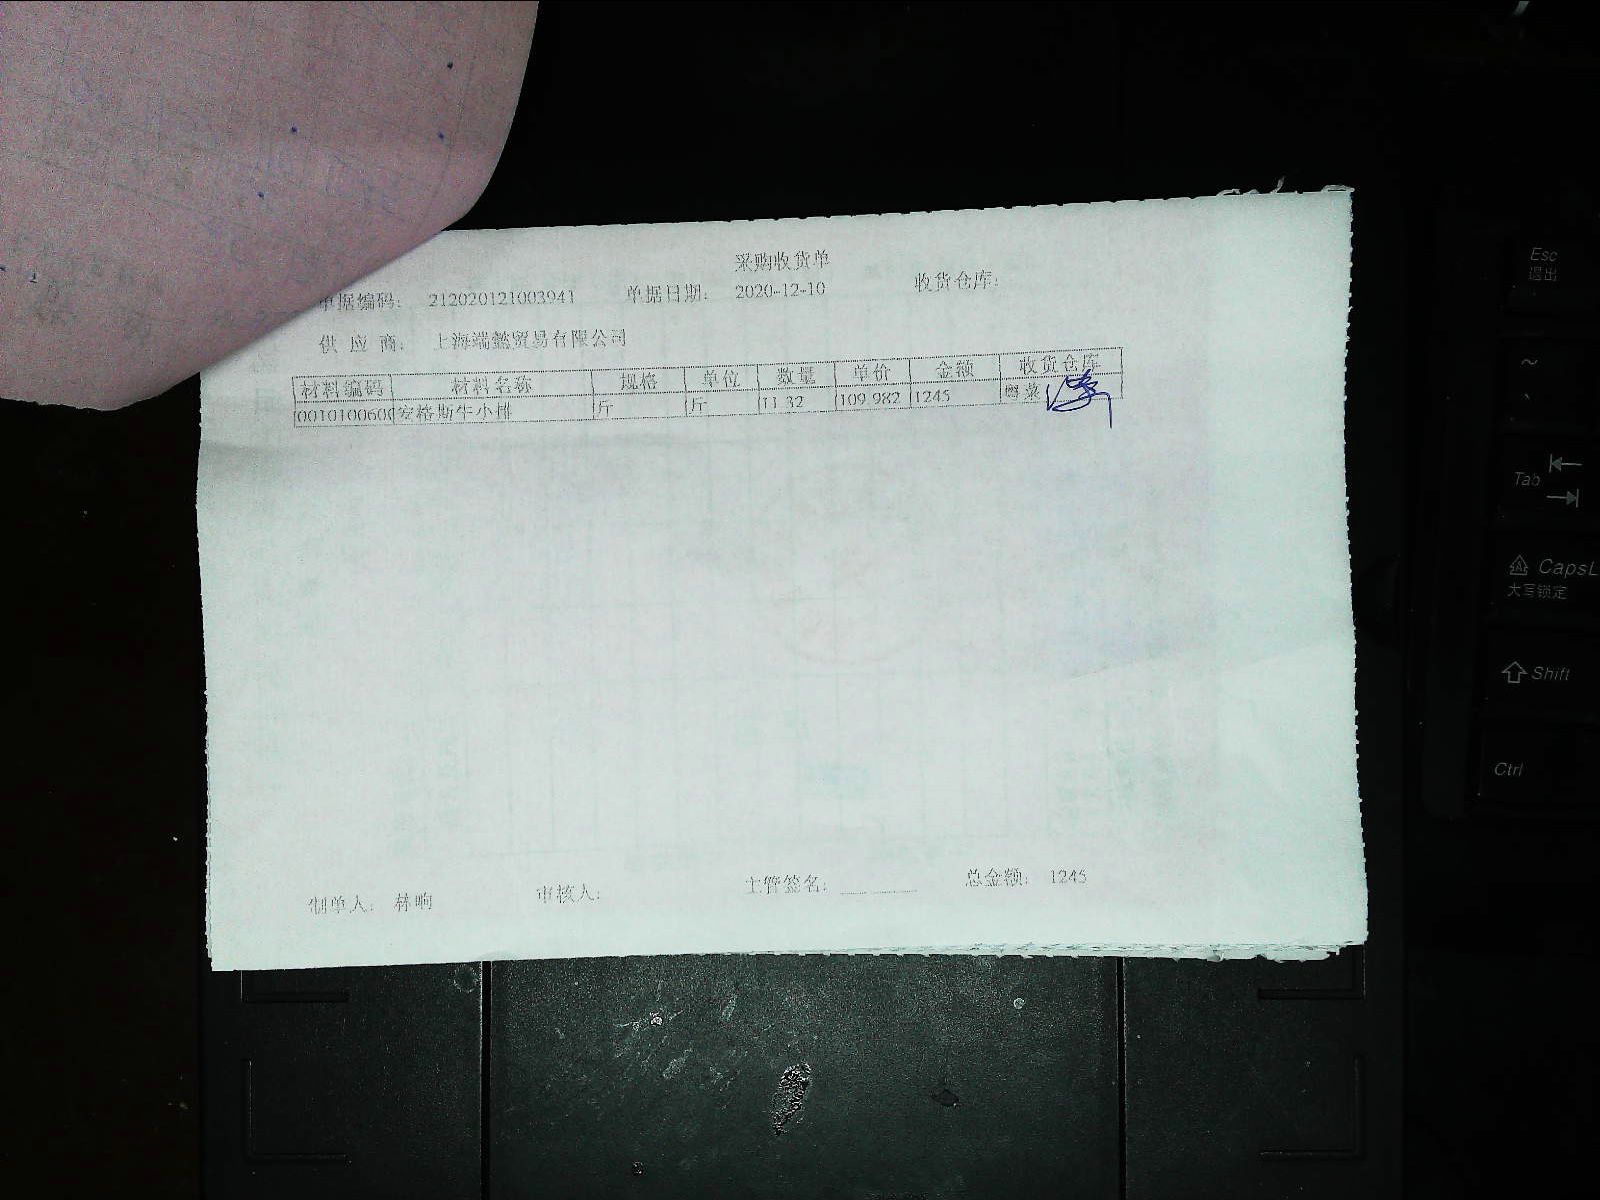 采购收货单
单据编码: 212020121003941 单据日期: 2020-12-10 收货仓库:
供 应 商: 上海端懿贸易有限公司
材料编码 材料名称 规格 单位 数量 单价 金额 收货仓库
0010100600 安格斯牛小排 斤 斤 11.32 109.982 1245 粤菜
制单人: 林晌 审核人: 主管签名: 总金额: 1245
Esc
退出
~
Tab
CapsL
大写锁定
Shift
Ctrl